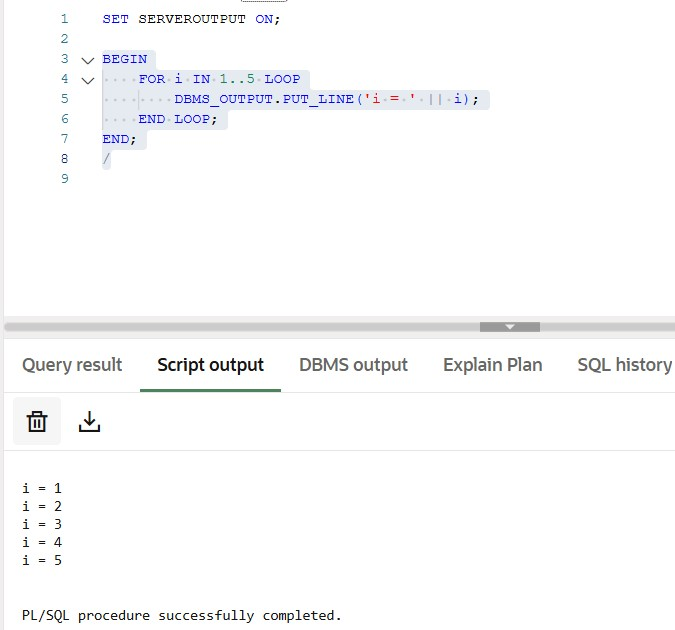 1 SET SERVEROUTPUT ON;
2
3 BEGIN
4 FOR i IN 1..5 LOOP
5 DBMS_OUTPUT.PUT_LINE('i = ' || i);
6 END LOOP;
7 END;
8 /
9
Query result Script output DBMS output Explain Plan SQL history
i = 1
i = 2
i = 3
i = 4
i = 5
PL/SQL procedure successfully completed.